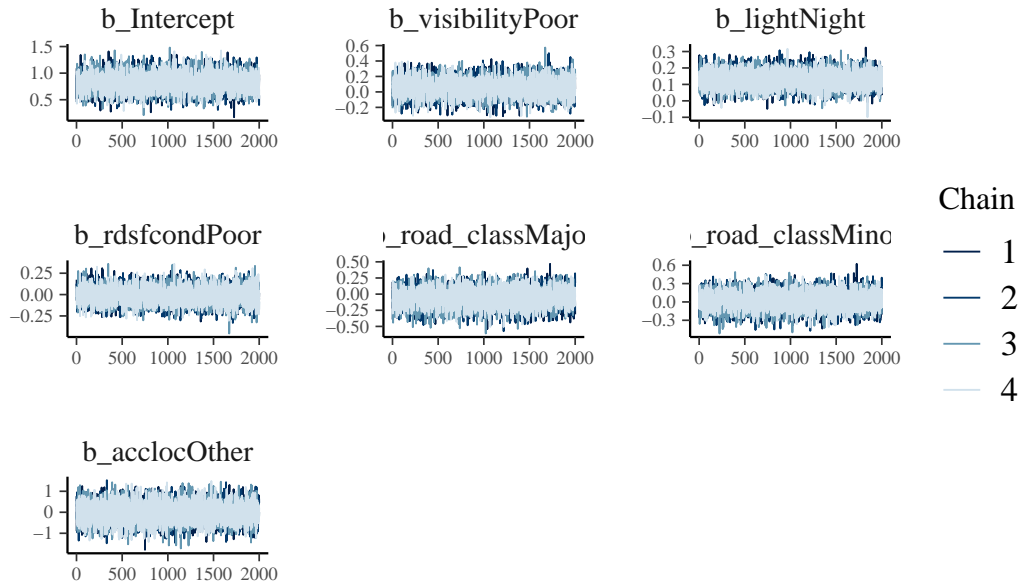 b_Intercept
1.5
1.0
0.5
0 500 1000 1500 2000
b_visibilityPoor
0.6
0.4
0.2
0.0
−0.2
0 500 1000 1500 2000
b_lightNight
0.3
0.2
0.1
0.0
−0.1
0 500 1000 1500 2000
b_rdsfcondPoor
0.25
0.00
−0.25
0 500 1000 1500 2000
_road_classMajo
0.50
0.25
0.00
−0.25
−0.50
0 500 1000 1500 2000
_road_classMino
0.6
0.3
0.0
−0.3
0 500 1000 1500 2000
b_acclocOther
1
0
−1
0 500 1000 1500 2000
Chain
1
2
3
4